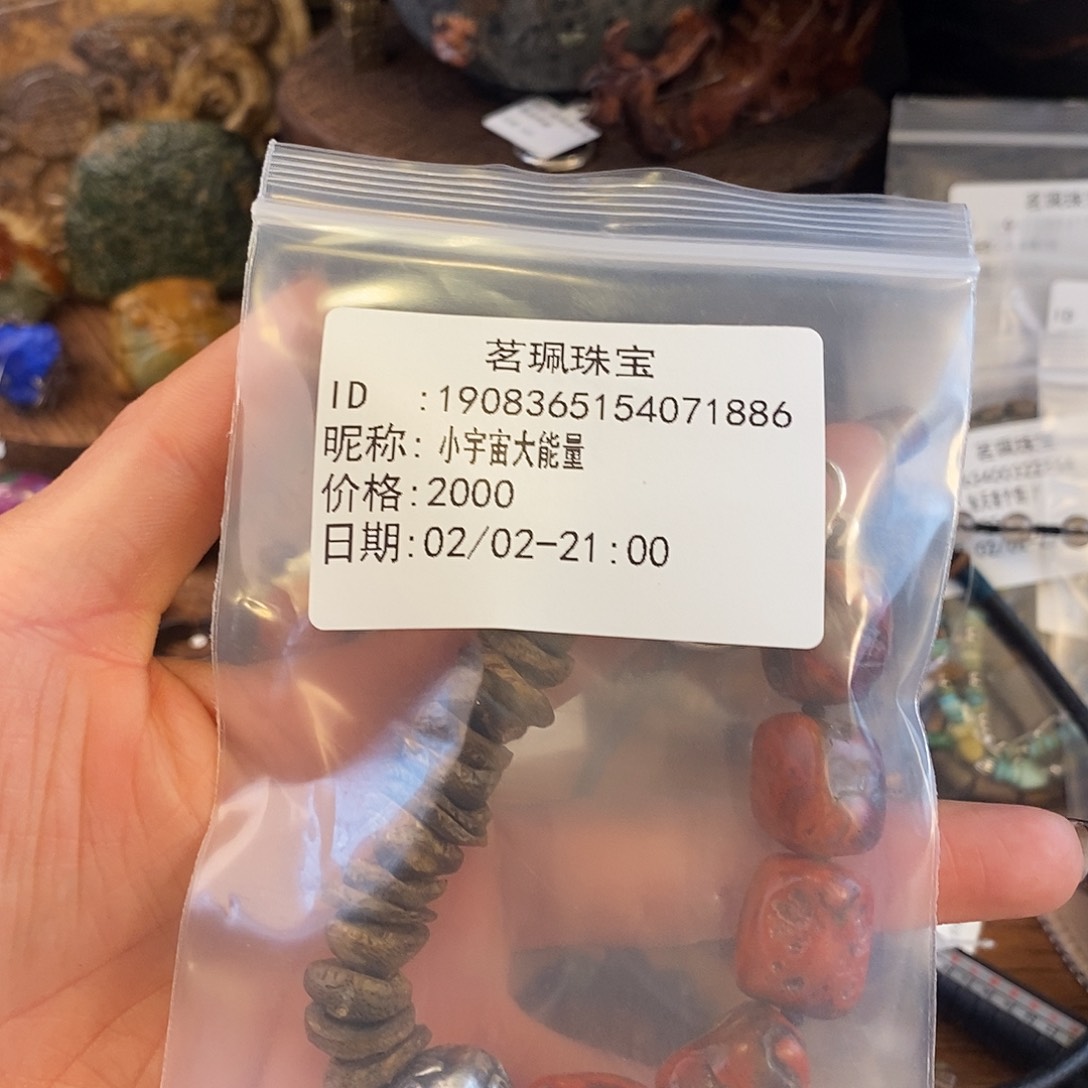 茗珮珠宝
ID :1908365154071886
昵称: 小宇宙大能量
价格:2000
日期:02/02-21:00